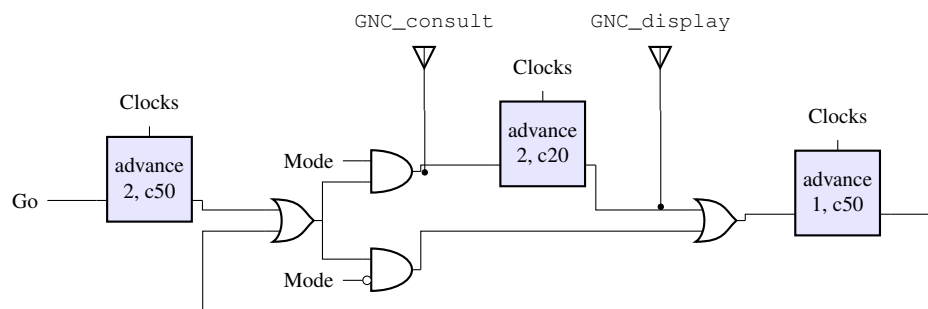 GNC_consult
GNC_display
Clocks
Clocks
Clocks
advance
2, c20
advance
2, c50
Mode
advance
1, c50
Go
Mode